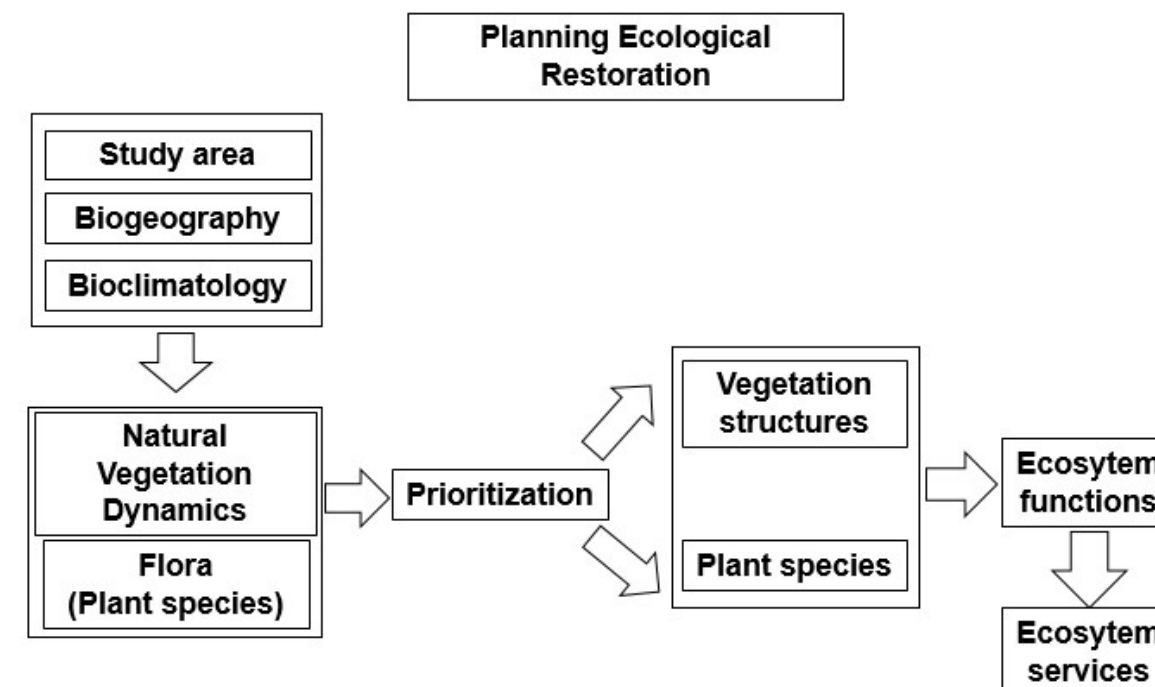 Planning Ecological
Restoration
Study area
Biogeography
Bioclimatology
Natural
Vegetation
Dynamics
Flora
(Plant species)
Prioritization
Vegetation
structures
Plant species
Ecosytem
functions
Ecosytem
services